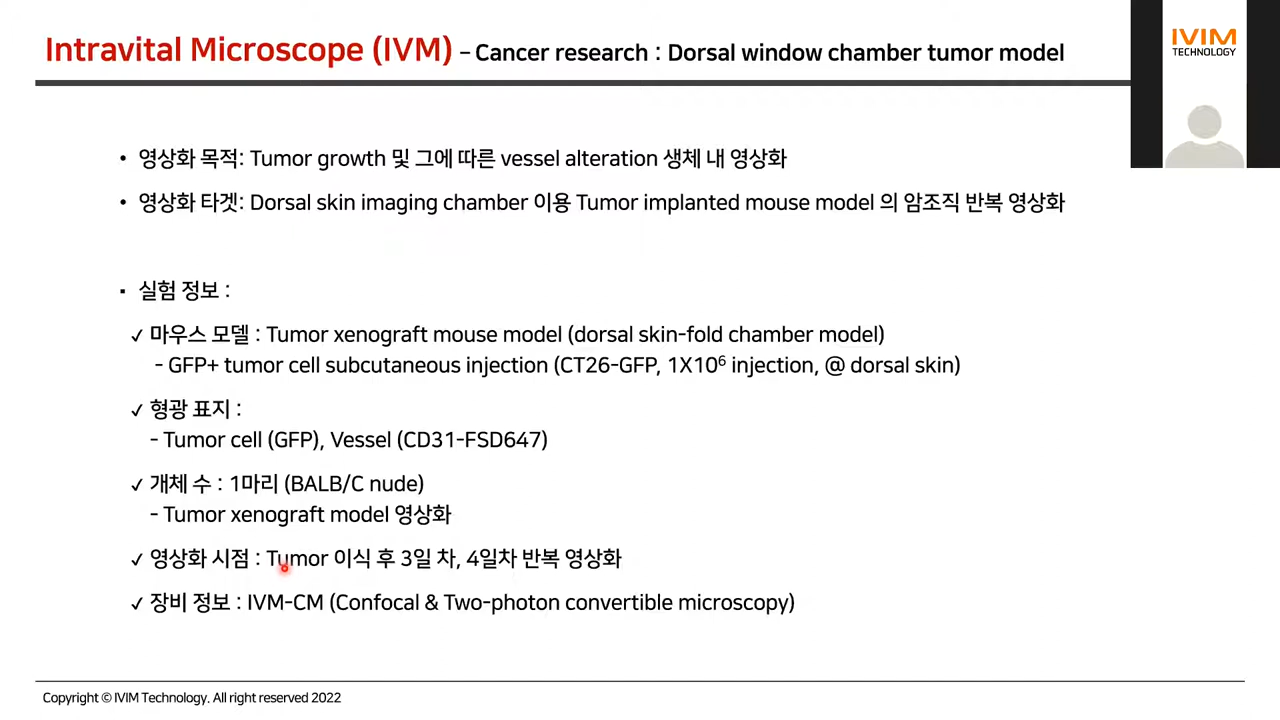 Intravital Microscope (IVM) – Cancer research : Dorsal window chamber tumor model
IVIM
TECHNOLOGY
• 영상화 목적: Tumor growth 및 그에 따른 vessel alteration 생체 내 영상화
• 영상화 타겟: Dorsal skin imaging chamber 이용 Tumor implanted mouse model 의 암조직 반복 영상화
▪ 실험 정보 :
✓ 마우스 모델 : Tumor xenograft mouse model (dorsal skin-fold chamber model)
- GFP+ tumor cell subcutaneous injection (CT26-GFP, 1X10⁶ injection, @ dorsal skin)
✓ 형광 표지 :
- Tumor cell (GFP), Vessel (CD31-FSD647)
✓ 개체 수 : 1마리 (BALB/C nude)
- Tumor xenograft model 영상화
✓ 영상화 시점 : Tumor 이식 후 3일 차, 4일차 반복 영상화
✓ 장비 정보 : IVM-CM (Confocal & Two-photon convertible microscopy)
Copyright © IVIM Technology. All right reserved 2022